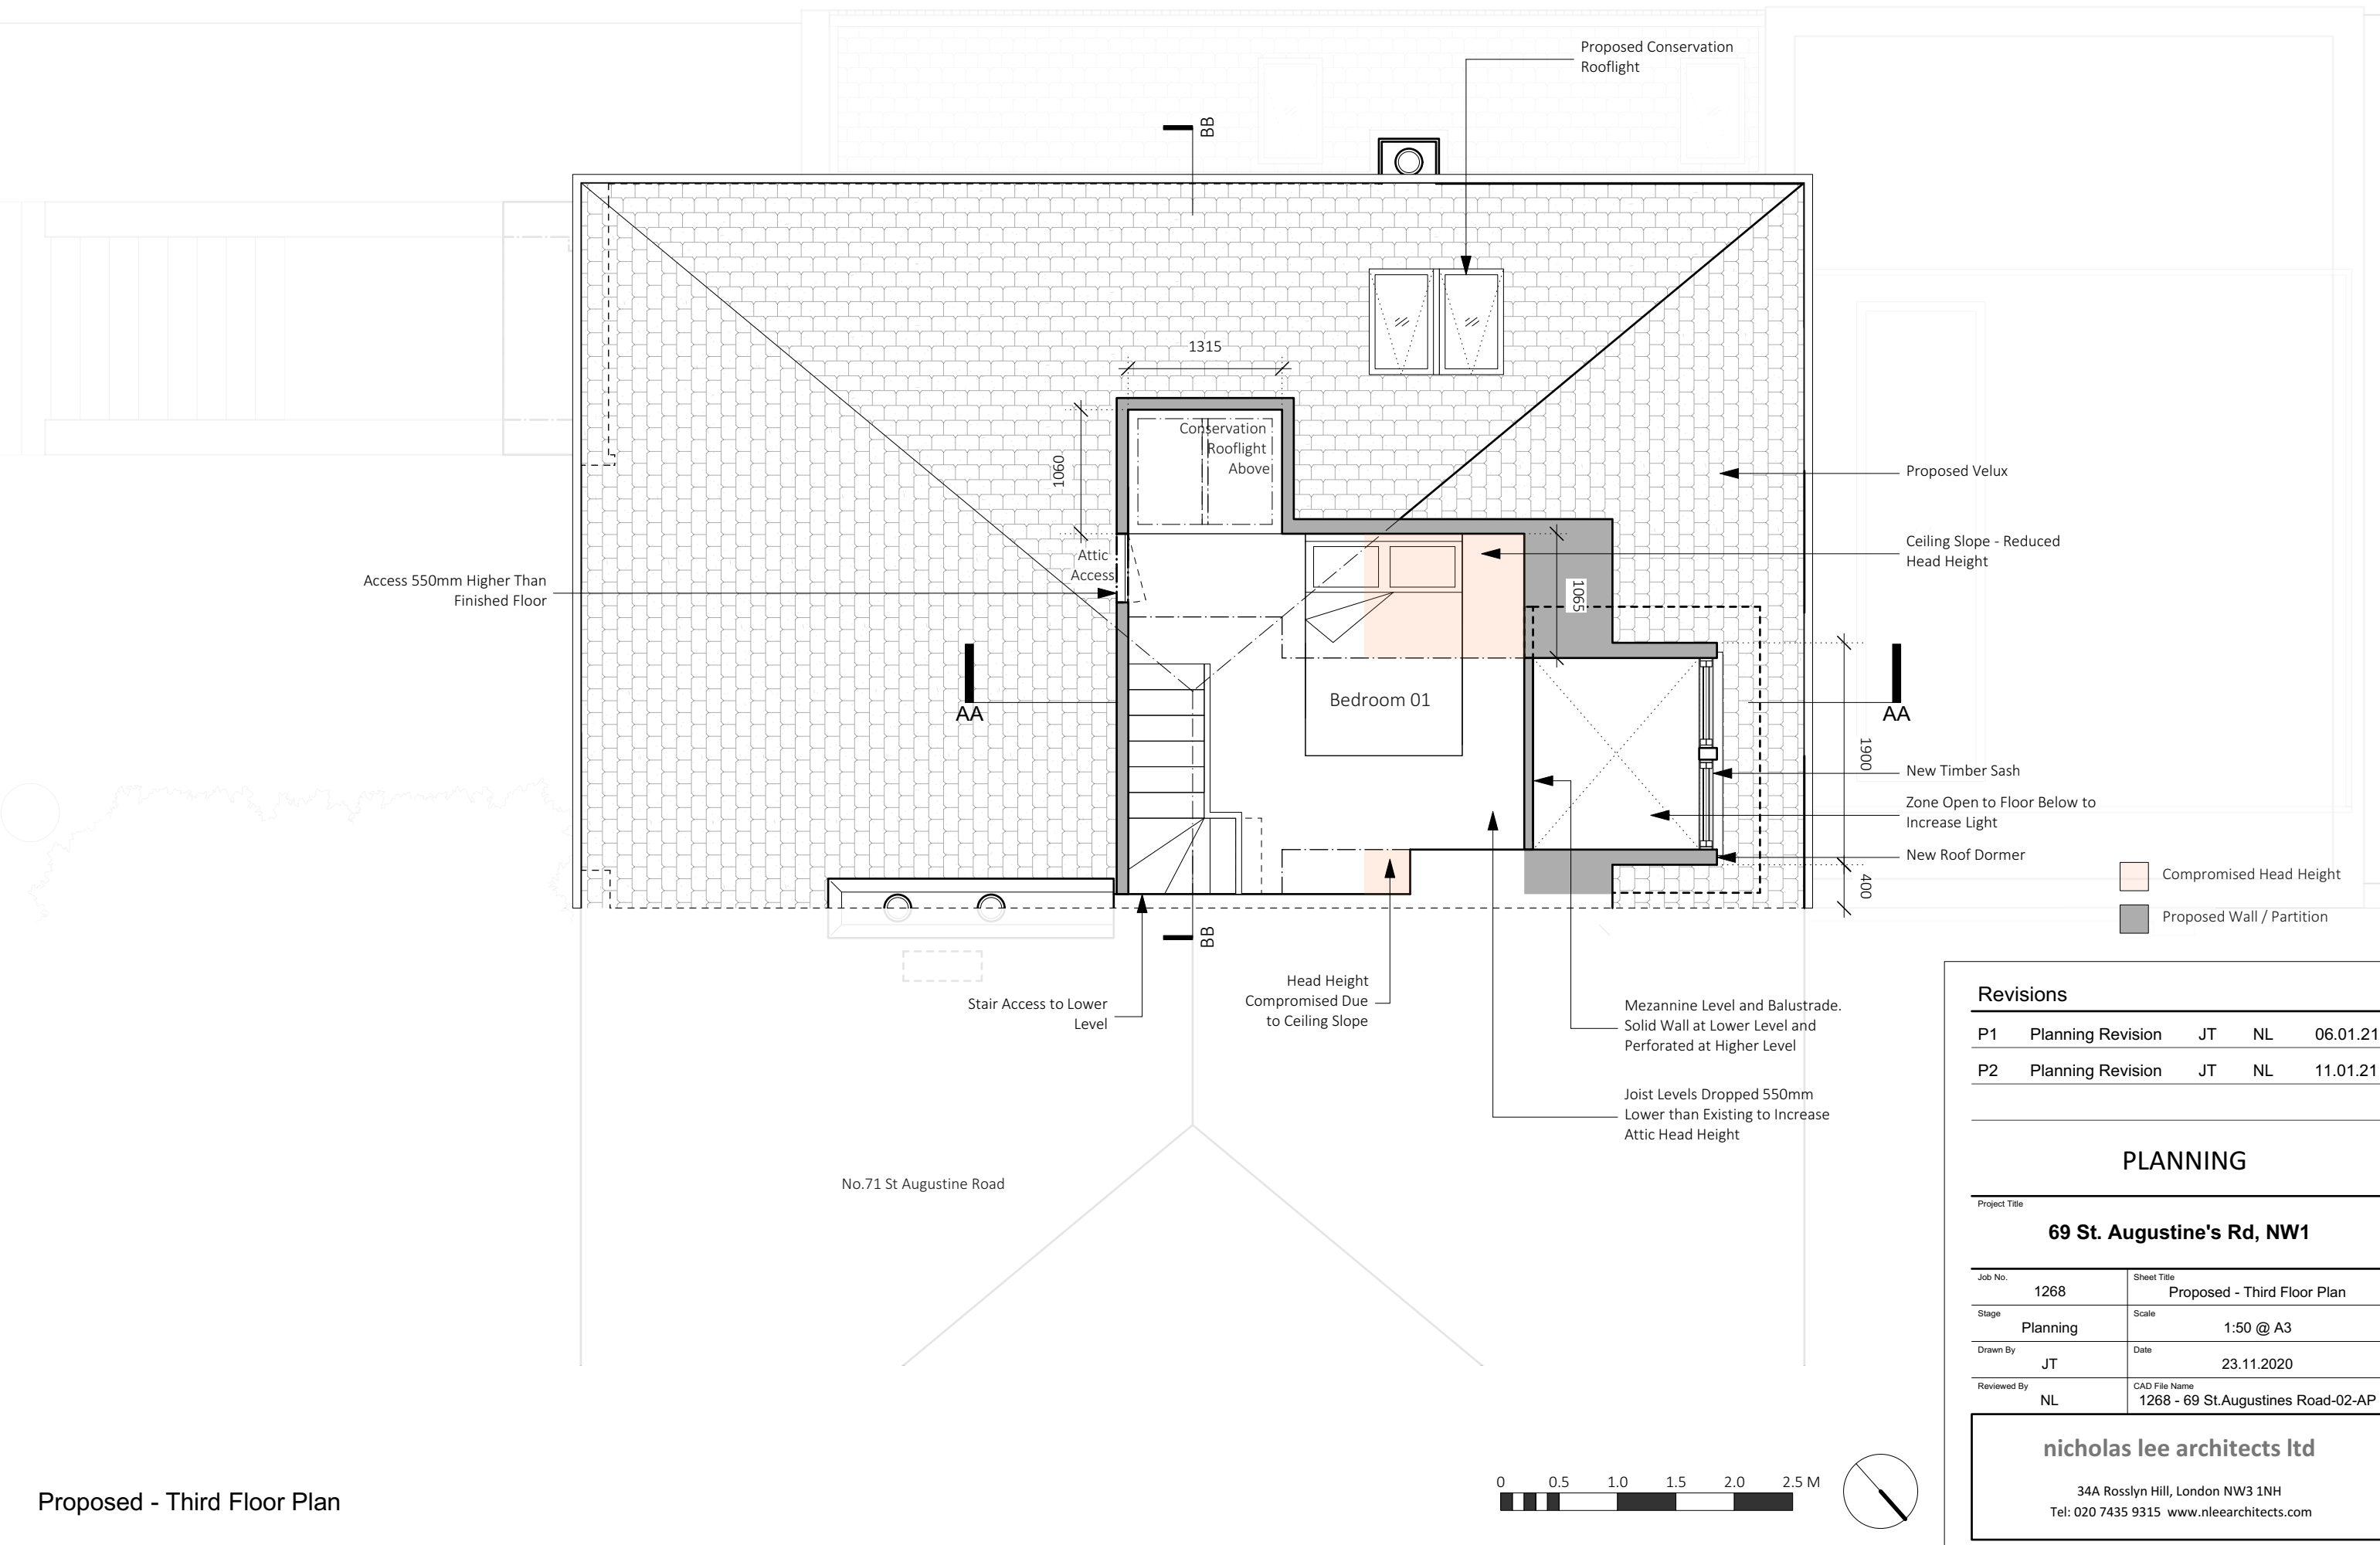 Proposed Conservation
Rooflight
BB
1315
Conservation
Rooflight
Above
1060
Proposed Velux
Attic
Access
Ceiling Slope - Reduced
Head Height
Access 550mm Higher Than
Finished Floor
1065
Bedroom 01
AA
AA
1900
New Timber Sash
Zone Open to Floor Below to
Increase Light
New Roof Dormer
400
Compromised Head Height
Proposed Wall / Partition
BB
Stair Access to Lower
Level
Head Height
Compromised Due
to Ceiling Slope
Mezannine Level and Balustrade.
Solid Wall at Lower Level and
Perforated at Higher Level
Joist Levels Dropped 550mm
Lower than Existing to Increase
Attic Head Height
No.71 St Augustine Road
Revisions
P1 Planning Revision JT NL 06.01.21
P2 Planning Revision JT NL 11.01.21
PLANNING
Project Title
69 St. Augustine's Rd, NW1
Job No.
1268
Sheet Title
Proposed - Third Floor Plan
Stage
Planning
Scale
1:50 @ A3
Drawn By
JT
Date
23.11.2020
Reviewed By
NL
CAD File Name
1268 - 69 St.Augustines Road-02-AP
nicholas lee architects ltd
34A Rosslyn Hill, London NW3 1NH
Tel: 020 7435 9315 www.nleearchitects.com
0 0.5 1.0 1.5 2.0 2.5 M
Proposed - Third Floor Plan